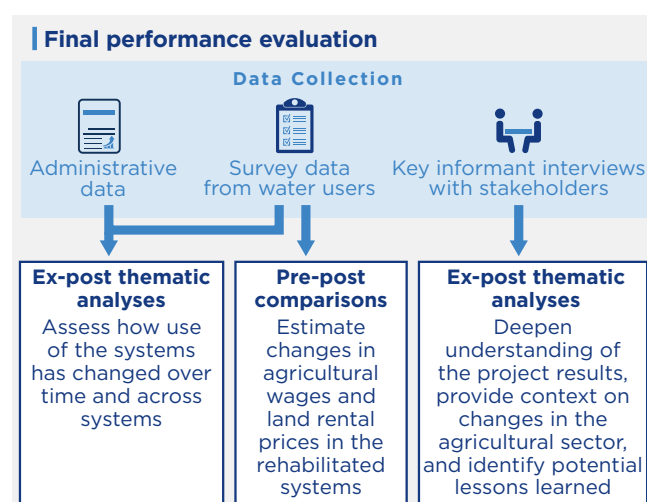 Final performance evaluation
Data Collection
Administrative
data
Survey data
from water users
Key informant interviews
with stakeholders
Ex-post thematic
analyses
Assess how use
of the systems
has changed over
time and across
systems
Pre-post
comparisons
Estimate
changes in
agricultural
wages and
land rental
prices in the
rehabilitated
systems
Ex-post thematic
analyses
Deepen
understanding of
the project results,
provide context on
changes in the
agricultural sector,
and identify potential
lessons learned